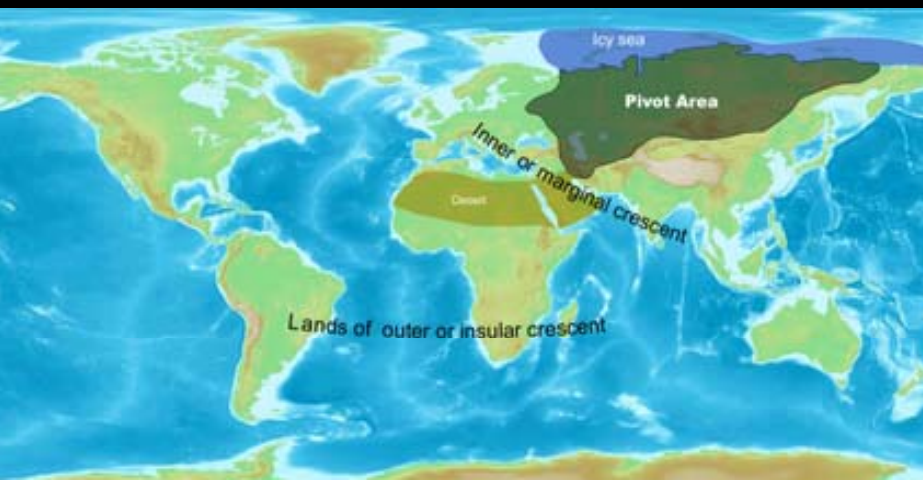 Icy sea
Pivot Area
Inner or marginal crescent
Desert
Lands of outer or insular crescent